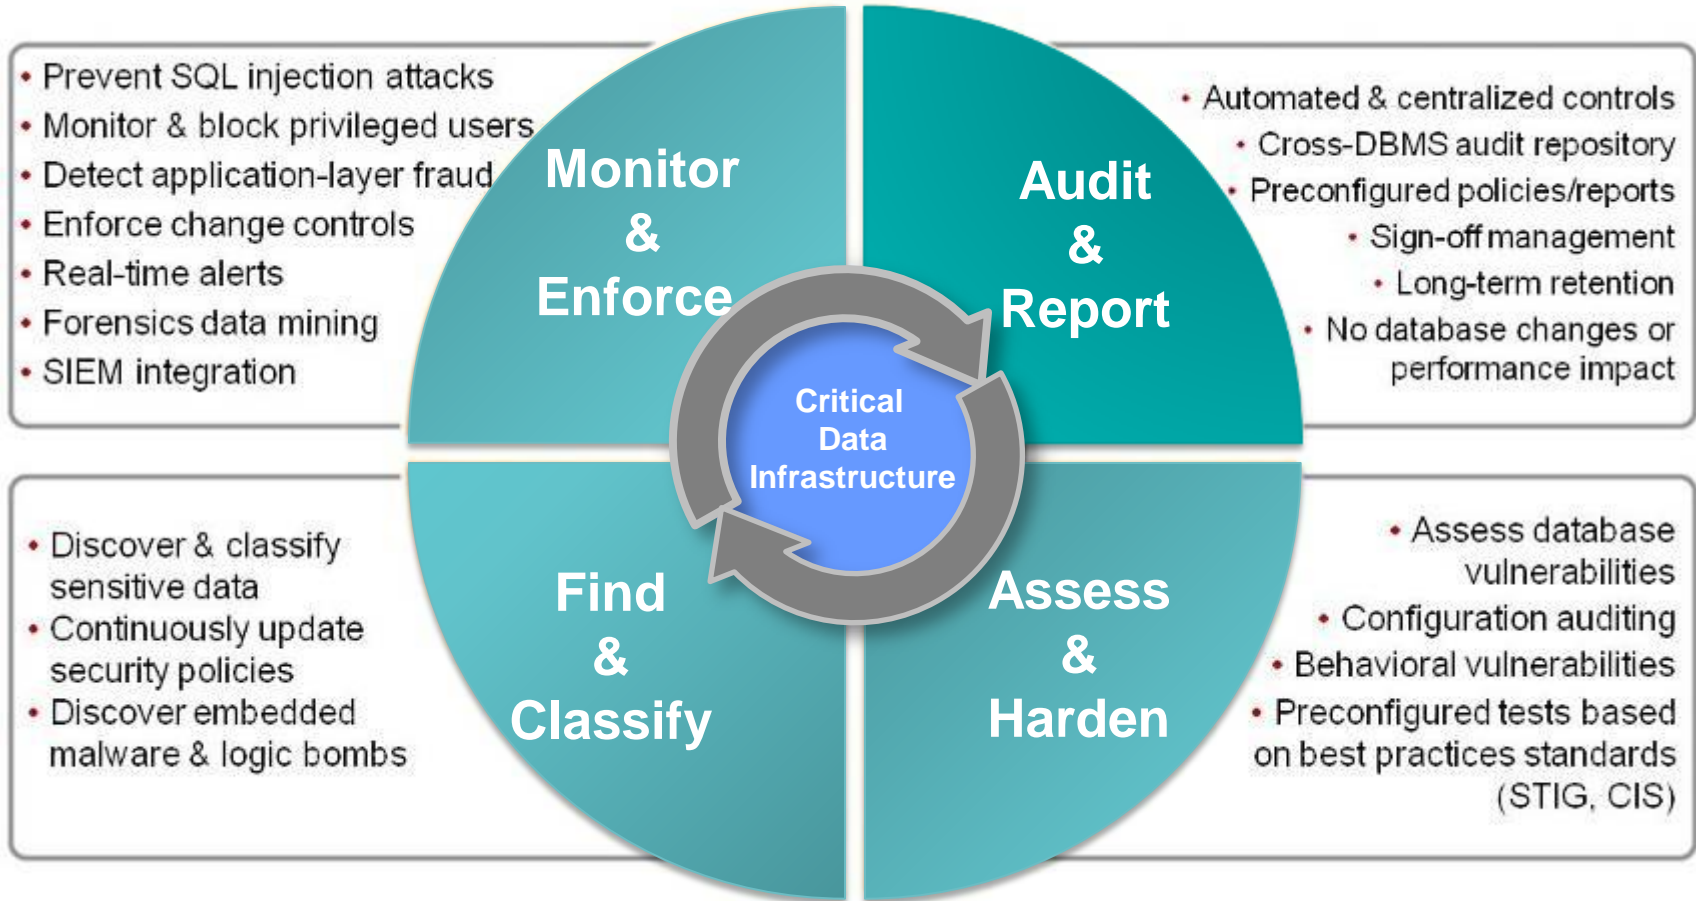 • Prevent SQL injection attacks
• Monitor & block privileged users
• Detect application-layer fraud
• Enforce change controls
• Real-time alerts
• Forensics data mining
• SIEM integration
Monitor
&
Enforce
Audit
&
Report
• Automated & centralized controls
• Cross-DBMS audit repository
• Preconfigured policies/reports
• Sign-off management
• Long-term retention
• No database changes or
performance impact
Critical
Data
Infrastructure
• Discover & classify
sensitive data
• Continuously update
security policies
• Discover embedded
malware & logic bombs
Find
&
Classify
Assess
&
Harden
• Assess database
vulnerabilities
• Configuration auditing
• Behavioral vulnerabilities
• Preconfigured tests based
on best practices standards
(STIG, CIS)